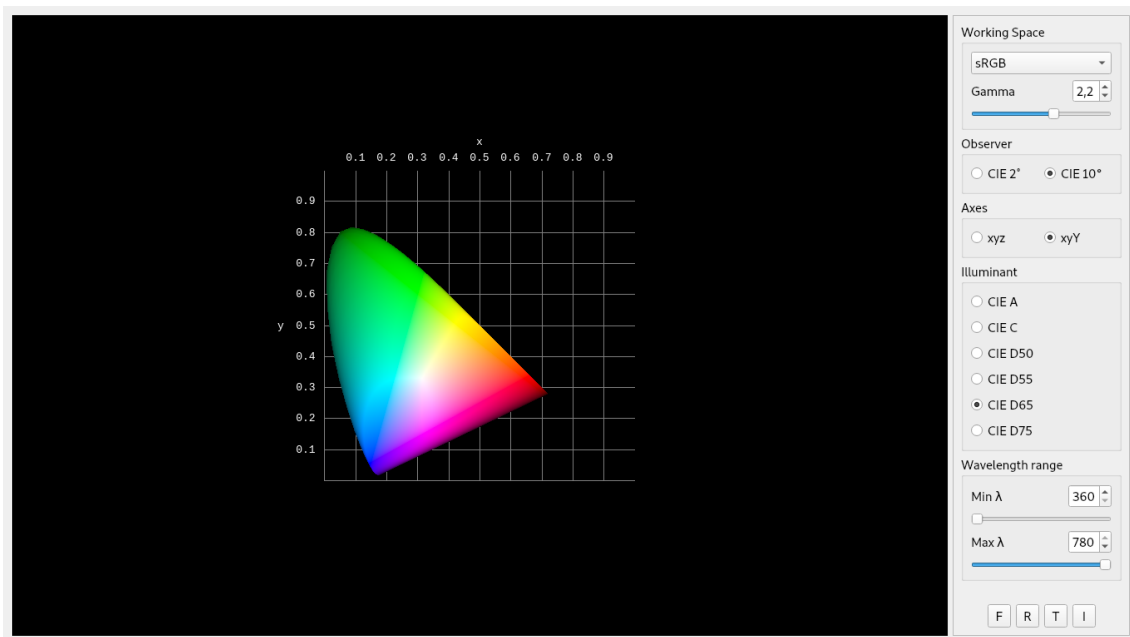 x
0.1 0.2 0.3 0.4 0.5 0.6 0.7 0.8 0.9
0.9
0.8
0.7
0.6
y 0.5
0.4
0.3
0.2
0.1
Working Space
sRGB
Gamma 2,2
Observer
CIE 2° CIE 10°
Axes
xyz xyY
Illuminant
CIE A
CIE C
CIE D50
CIE D55
CIE D65
CIE D75
Wavelength range
Min λ 360
Max λ 780
F R T I